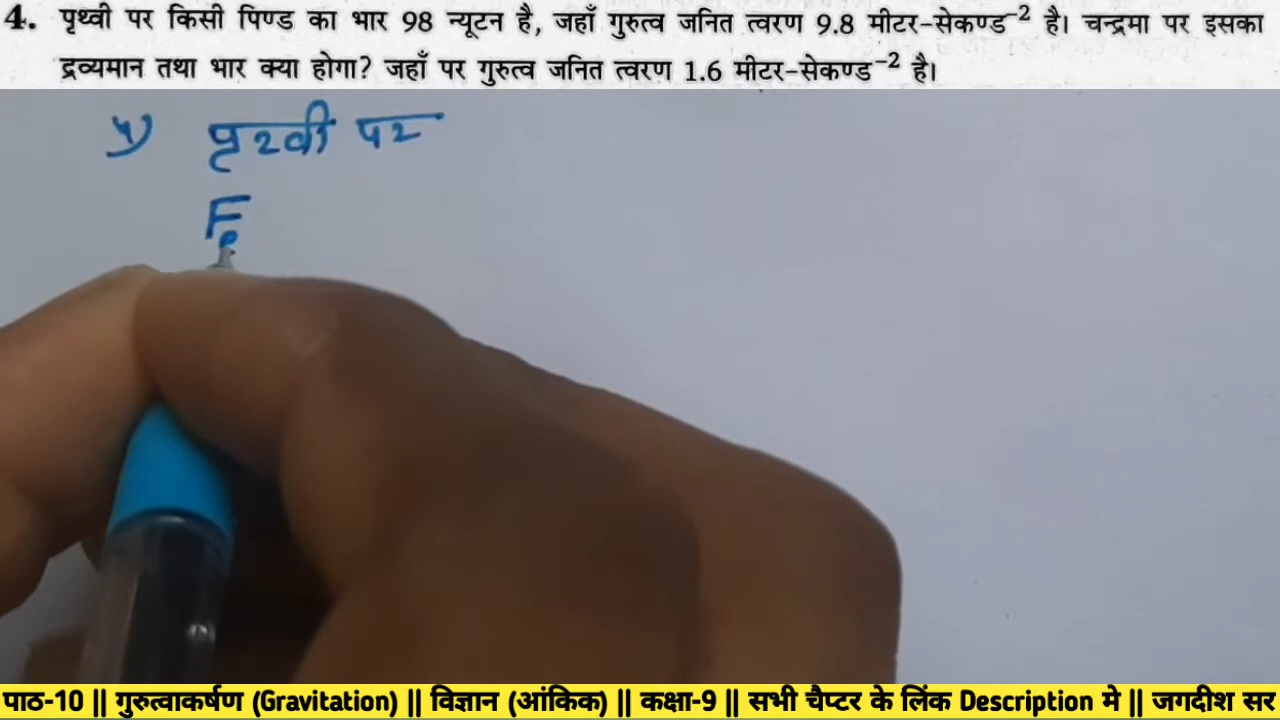 4. पृथ्वी पर किसी पिण्ड का भार 98 न्यूटन है, जहाँ गुरुत्व जनित त्वरण 9.8 मीटर-सेकण्ड⁻² है। चन्द्रमा पर इसका
द्रव्यमान तथा भार क्या होगा? जहाँ पर गुरुत्व जनित त्वरण 1.6 मीटर-सेकण्ड⁻² है।
4) पृथ्वी पर
Fe
पाठ-10 || गुरुत्वाकर्षण (Gravitation) || विज्ञान (आंकिक) || कक्षा-9 || सभी चैप्टर के लिंक Description मे || जगदीश सर